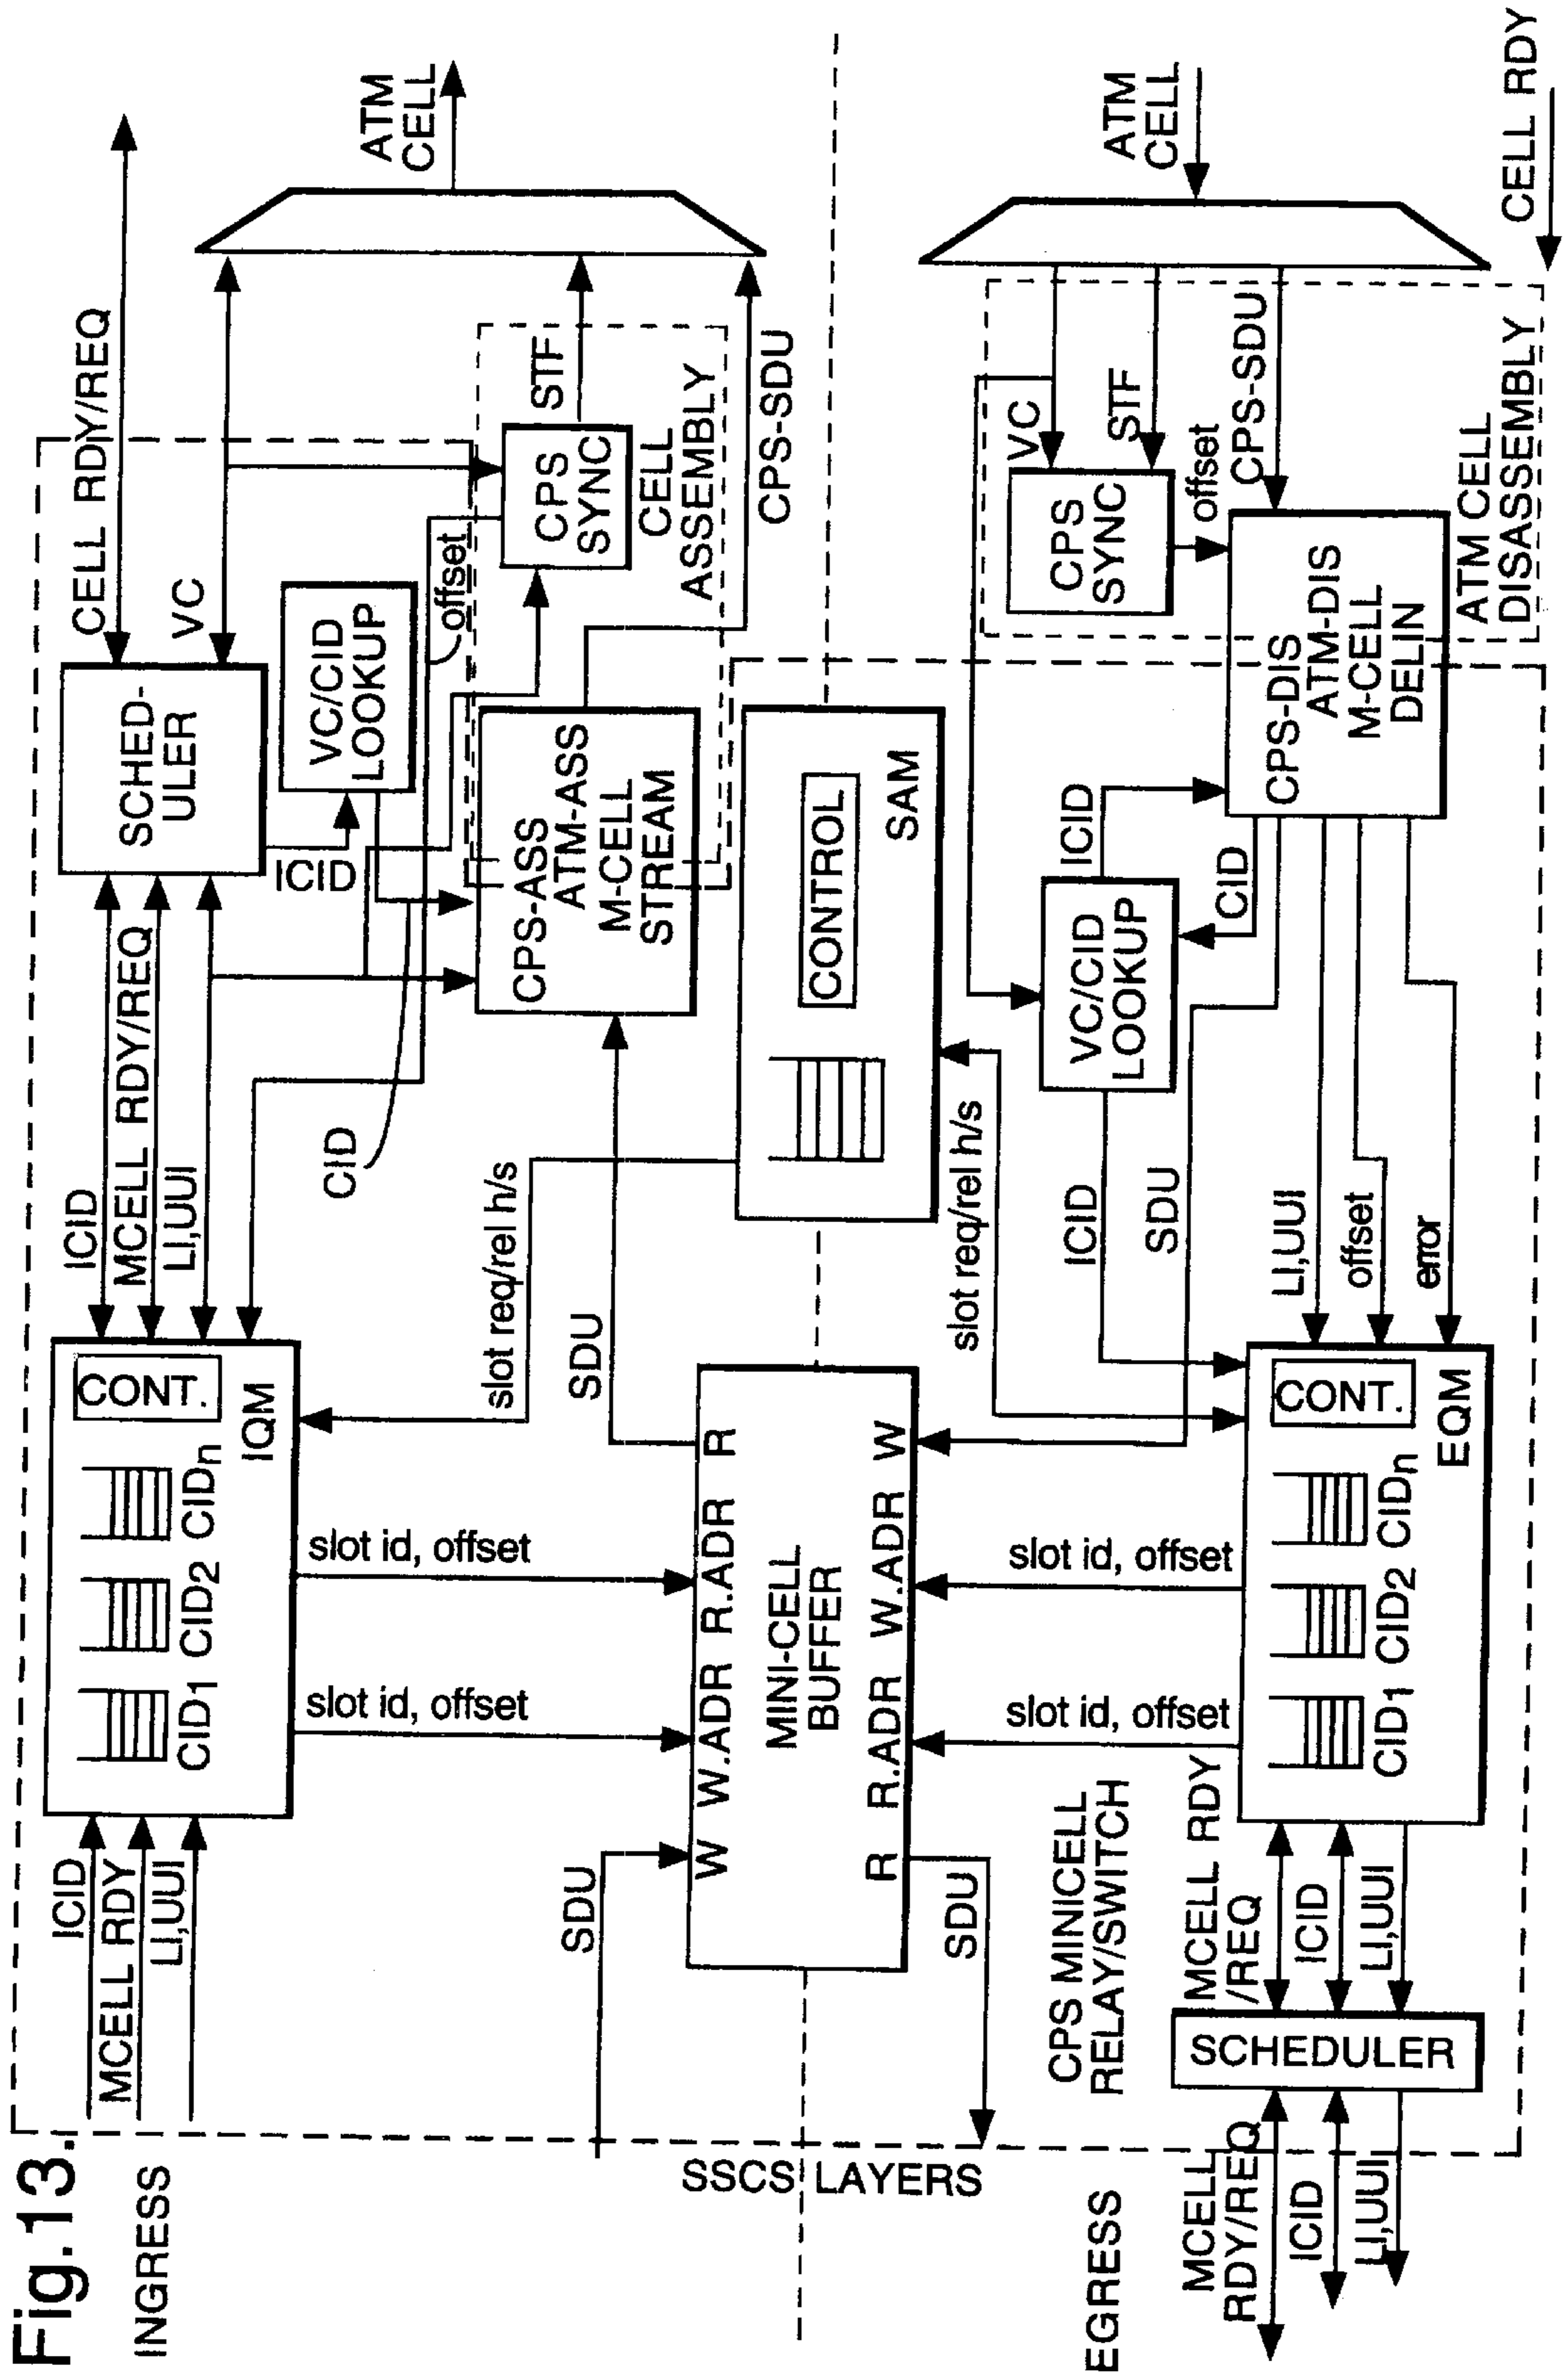 Fig.13.
INGRESS
ICID
MCELL RDY
LI,UUI
CONT.
CID1
CID2
CIDn
IQM
ICID
MCELL RDY/REQ
LI,UUI
SCHED-
ULER
CELL RDY/REQ
VC
ICID
VC/CID
LOOKUP
offset
CID
CPS-ASS
ATM-ASS
M-CELL
STREAM
CPS
SYNC
STF
CELL
ASSEMBLY
CPS-SDU
ATM
CELL
slot id, offset
slot id, offset
slot req/rel h/s
SDU
SDU
W
W.ADR
R.ADR
R
MINI-CELL
BUFFER
R
R.ADR
W.ADR
W
CONTROL
SAM
SSCS LAYERS
SDU
slot id, offset
slot id, offset
slot req/rel h/s
CPS MINICELL
RELAY/SWITCH
ICID
SDU
VC/CID
LOOKUP
ICID
CID
VC
STF
CPS
SYNC
offset
CPS-SDU
CPS-DIS
ATM-DIS
M-CELL
DELIN
ATM CELL
DISASSEMBLY
ATM
CELL
CELL RDY
LI,UUI
offset
error
CONT.
CID1
CID2
CIDn
EQM
MCELL RDY
/REQ
ICID
LI,UUI
SCHEDULER
EGRESS
MCELL
RDY/REQ
ICID
LI,UUI